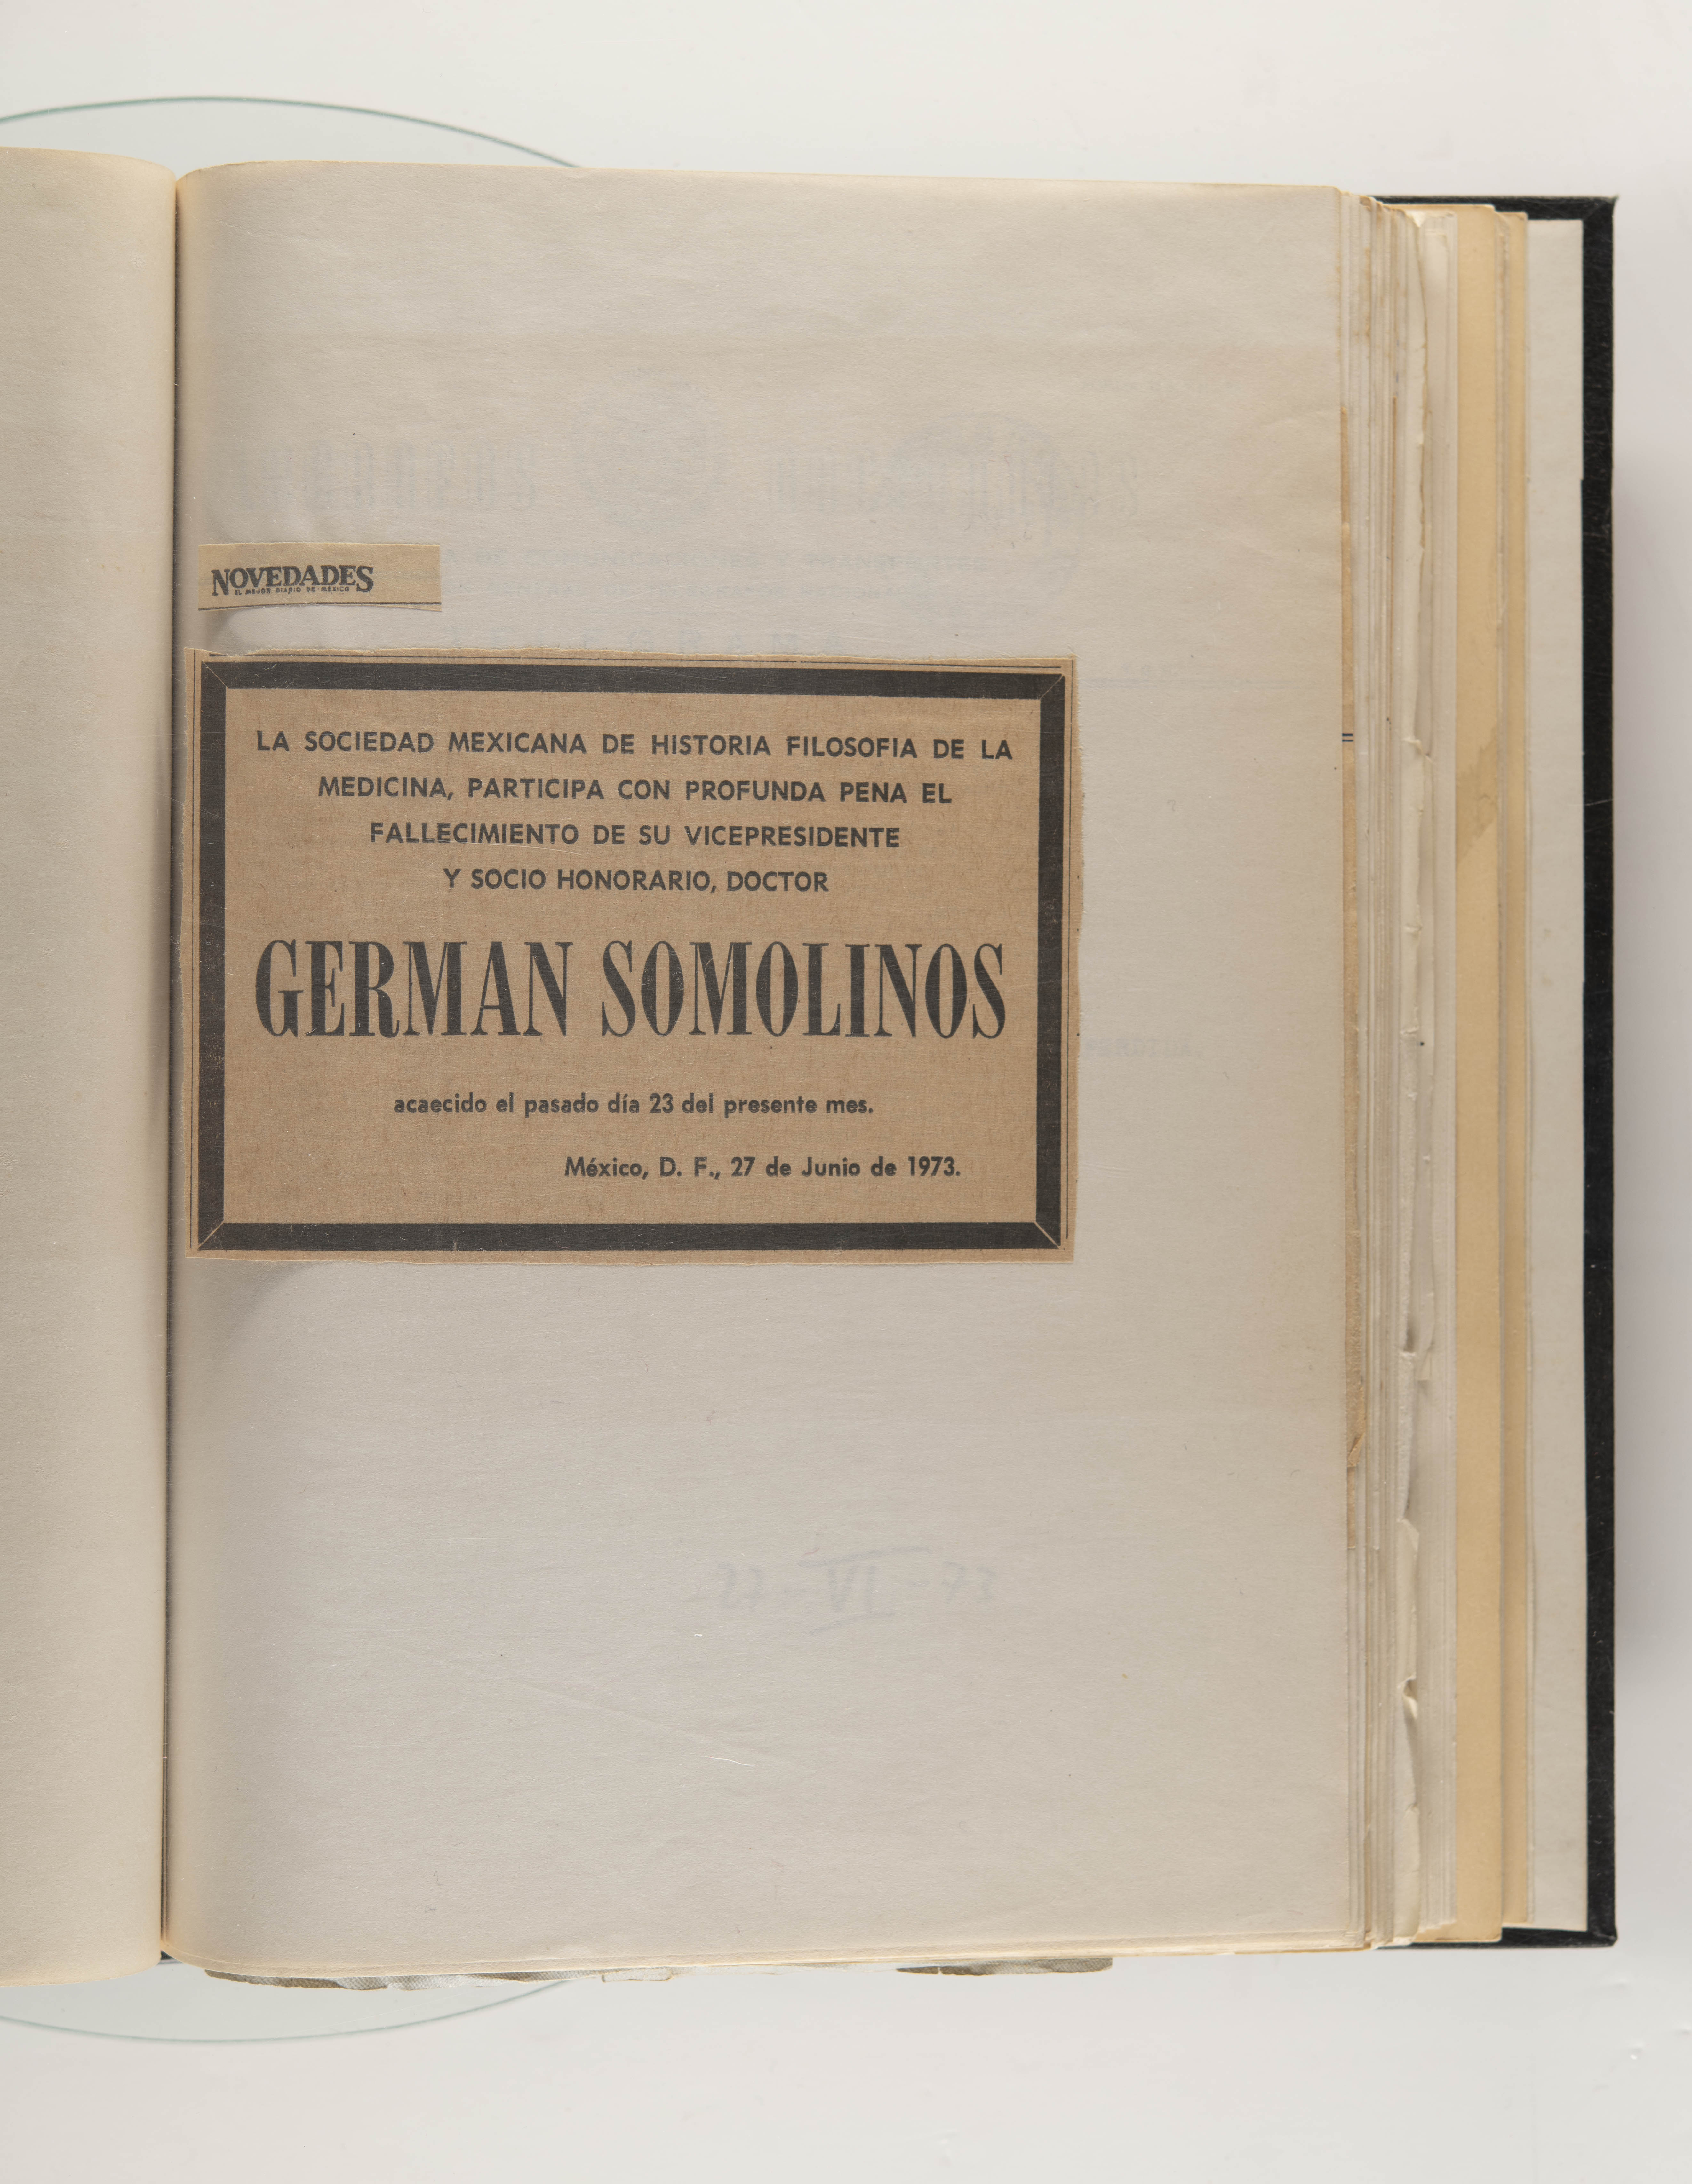 NOVEDADES
EL MEJOR DIARIO DE MEXICO
LA SOCIEDAD MEXICANA DE HISTORIA FILOSOFIA DE LA
MEDICINA, PARTICIPA CON PROFUNDA PENA EL
FALLECIMIENTO DE SU VICEPRESIDENTE
Y SOCIO HONORARIO, DOCTOR
GERMAN SOMOLINOS
acaecido el pasado día 23 del presente mes.
México, D. F., 27 de Junio de 1973.